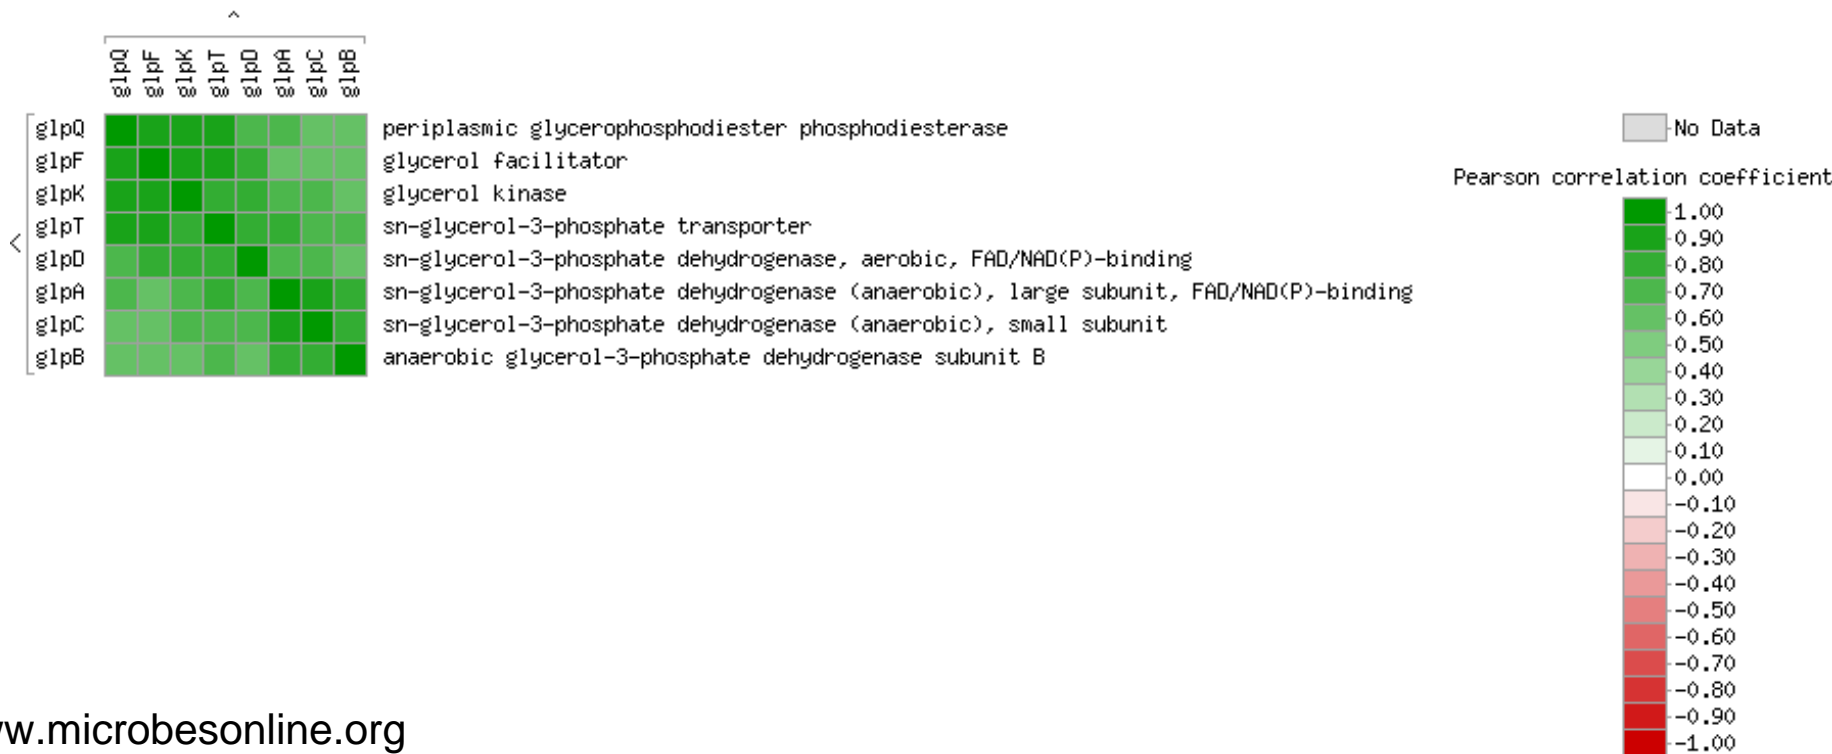 ^
glpQ glpF glpK glpT glpD glpA glpC glpB
glpQ periplasmic glycerophosphodiester phosphodiesterase
glpF glycerol facilitator
glpK glycerol kinase
glpT sn-glycerol-3-phosphate transporter
<
glpD sn-glycerol-3-phosphate dehydrogenase, aerobic, FAD/NAD(P)-binding
glpA sn-glycerol-3-phosphate dehydrogenase (anaerobic), large subunit, FAD/NAD(P)-binding
glpC sn-glycerol-3-phosphate dehydrogenase (anaerobic), small subunit
glpB anaerobic glycerol-3-phosphate dehydrogenase subunit B
No Data
Pearson correlation coefficient
1.00
0.90
0.80
0.70
0.60
0.50
0.40
0.30
0.20
0.10
0.00
-0.10
-0.20
-0.30
-0.40
-0.50
-0.60
-0.70
-0.80
-0.90
-1.00
w.microbesonline.org